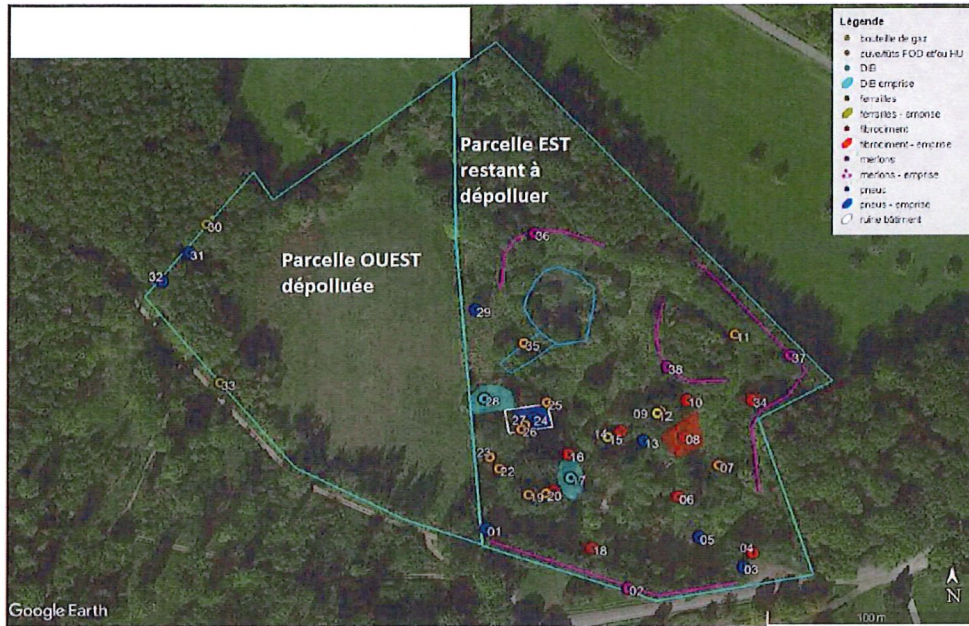 Légende
bouteille de gaz
cuve/fûts FOD et/ou HU
DIB
DIB emprise
ferrailles
ferrailles - emprise
fibrociment
fibrociment - emprise
merlons
merlons - emprise
pneus
pneus - emprise
ruine bâtiment
Parcelle EST
restant à
dépolluer
Parcelle OUEST
dépolluée
30
31
32
33
36
29
35
11
37
38
28
25
27
24
26
10
34
09
12
14
15
13
08
16
23
22
17
07
19
20
06
01
05
18
04
03
02
Google Earth
N
100 m